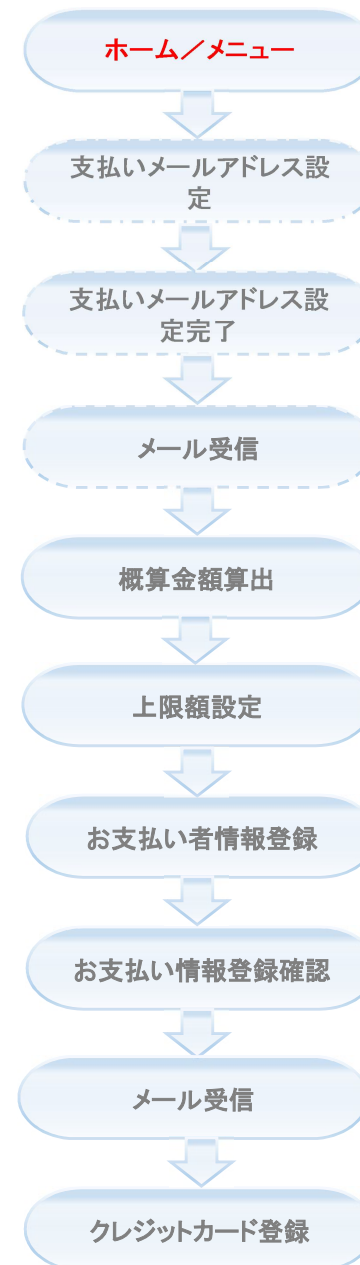 ホーム／メニュー
支払いメールアドレス設
定
支払いメールアドレス設
定完了
メール受信
概算金額算出
上限額設定
お支払い者情報登録
お支払い情報登録確認
メール受信
クレジットカード登録